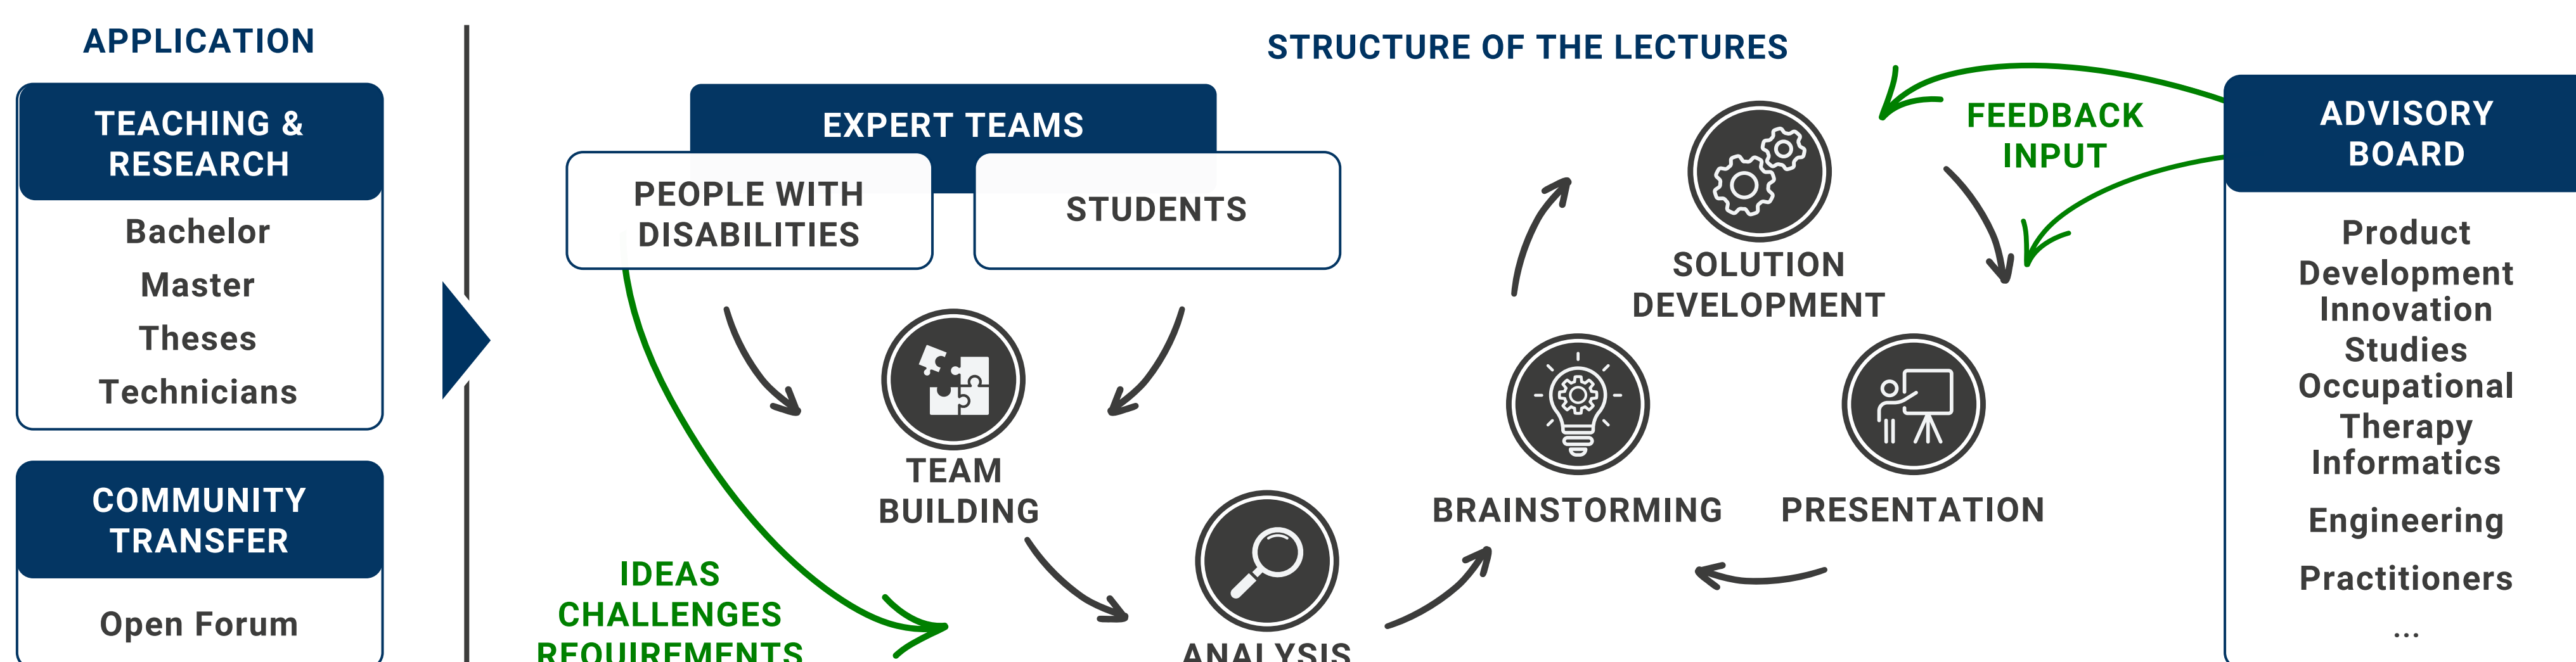 APPLICATION
TEACHING &
RESEARCH
Bachelor
Master
Theses
Technicians
COMMUNITY
TRANSFER
Open Forum
STRUCTURE OF THE LECTURES
EXPERT TEAMS
PEOPLE WITH
DISABILITIES
STUDENTS
TEAM
BUILDING
IDEAS
CHALLENGES
REQUIREMENTS
ANALYSIS
BRAINSTORMING
SOLUTION
DEVELOPMENT
PRESENTATION
FEEDBACK
INPUT
ADVISORY
BOARD
Product
Development
Innovation
Studies
Occupational
Therapy
Informatics
Engineering
Practitioners
...